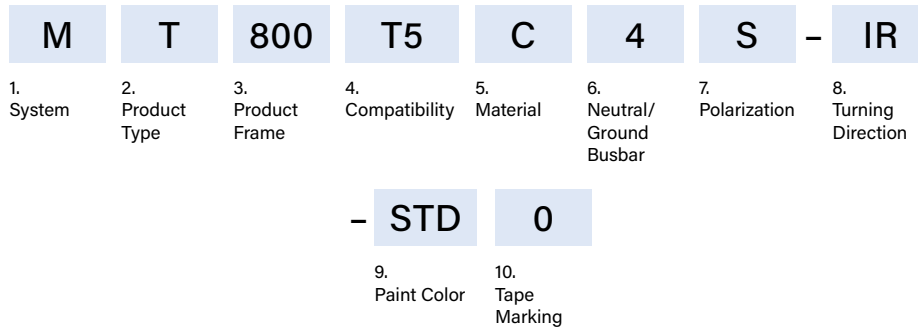 M T 800 T5 C 4 S – IR
1. 2. 3. 4. 5. 6. 7. 8.
System Product Product Compatibility Material Neutral/ Polarization Turning
Type Frame Ground Direction
Busbar
– STD 0
9. 10.
Paint Color Tape
Marking